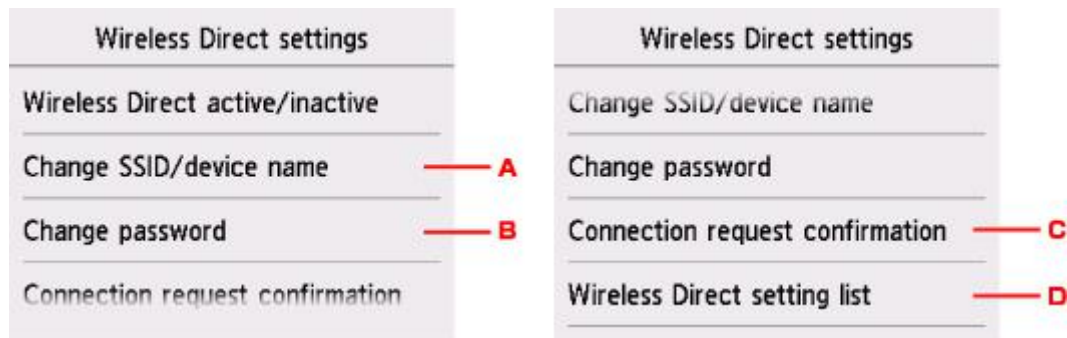 Wireless Direct settings
Wireless Direct active/inactive
Change SSID/device name
A
Change password
B
Connection request confirmation
Wireless Direct settings
Change SSID/device name
Change password
Connection request confirmation
C
Wireless Direct setting list
D